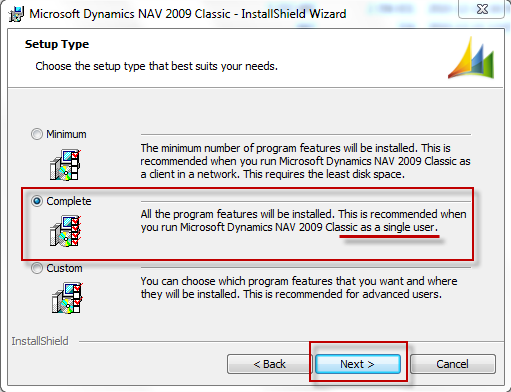 Microsoft Dynamics NAV 2009 Classic - InstallShield Wizard
Setup Type
Choose the setup type that best suits your needs.
Minimum
The minimum number of program features will be installed. This is
recommended when you run Microsoft Dynamics NAV 2009 Classic as
a client in a network. This requires the least disk space.
Complete
All the program features will be installed. This is recommended when
you run Microsoft Dynamics NAV 2009 Classic as a single user.
Custom
You can choose which program features that you want and where
they will be installed. This is recommended for advanced users.
InstallShield
< Back
Next >
Cancel